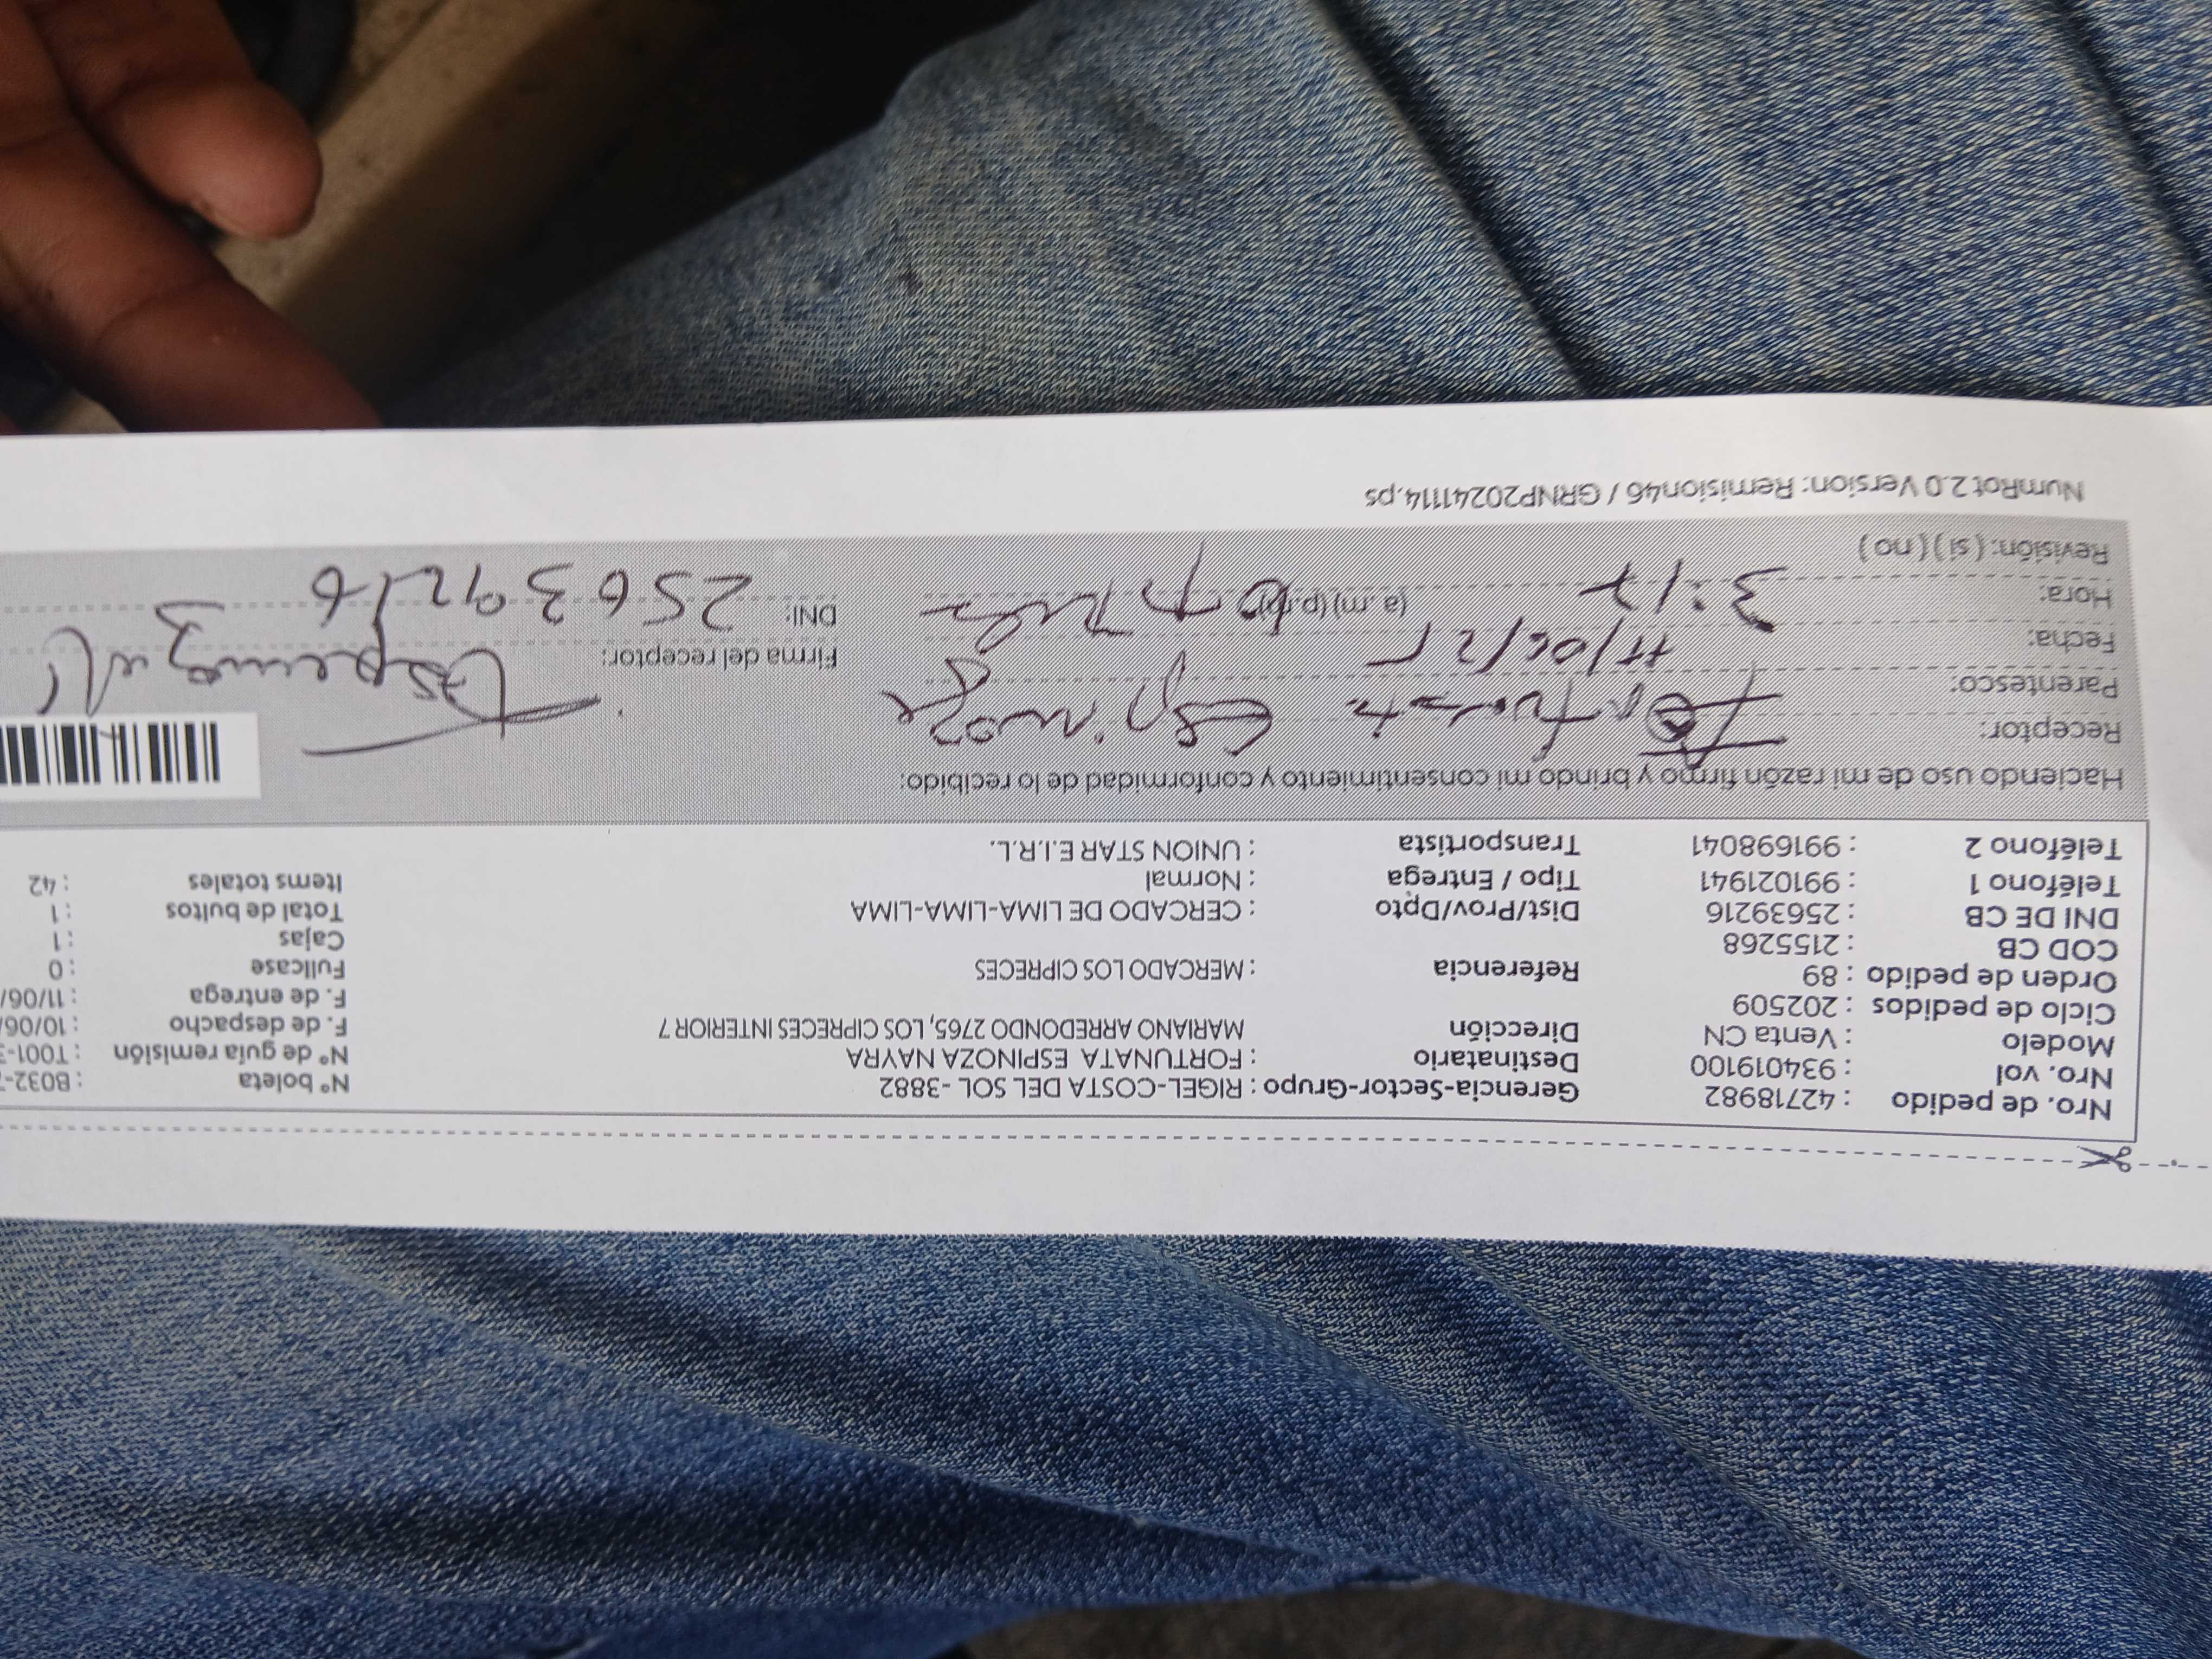 Nro. de pedido : 42718982 Gerencia-Sector-Grupo : RIGEL-COSTA DEL SOL -3882 N° boleta : B032-
Nro. vol : 934019100 Destinatario : FORTUNATA ESPINOZA NAYRA N° de guía remisión : T001-
Modelo : Venta CN Dirección MARIANO ARREDONDO 2765, LOS CIPRECES INTERIOR 7 F. de despacho : 10/06/
Ciclo de pedidos : 202509 F. de entrega : 11/06/
Orden de pedido : 89 Referencia : MERCADO LOS CIPRECES Fullcase : 0
COD CB : 2155268 Cajas : 1
DNI DE CB : 25639216 Dist/Prov/Dpto : CERCADO DE LIMA-LIMA-LIMA Total de bultos : 1
Teléfono 1 : 991021941 Tipo / Entrega : Normal Items totales : 42
Teléfono 2 : 991698041 Transportista : UNION STAR E.I.R.L.
Haciendo uso de mi razón firmo y brindo mi consentimiento y conformidad de lo recibido:
Receptor: Fortunata Espinoza
Parentesco:
Firma del receptor:
Fecha: 11/06/25
Hora: 3:17 (a.m)(p.m) DNI: 25639216
Revisión: (si) (no)
NumRot 2.0 Version: Remision46 / GRNP20241114.ps